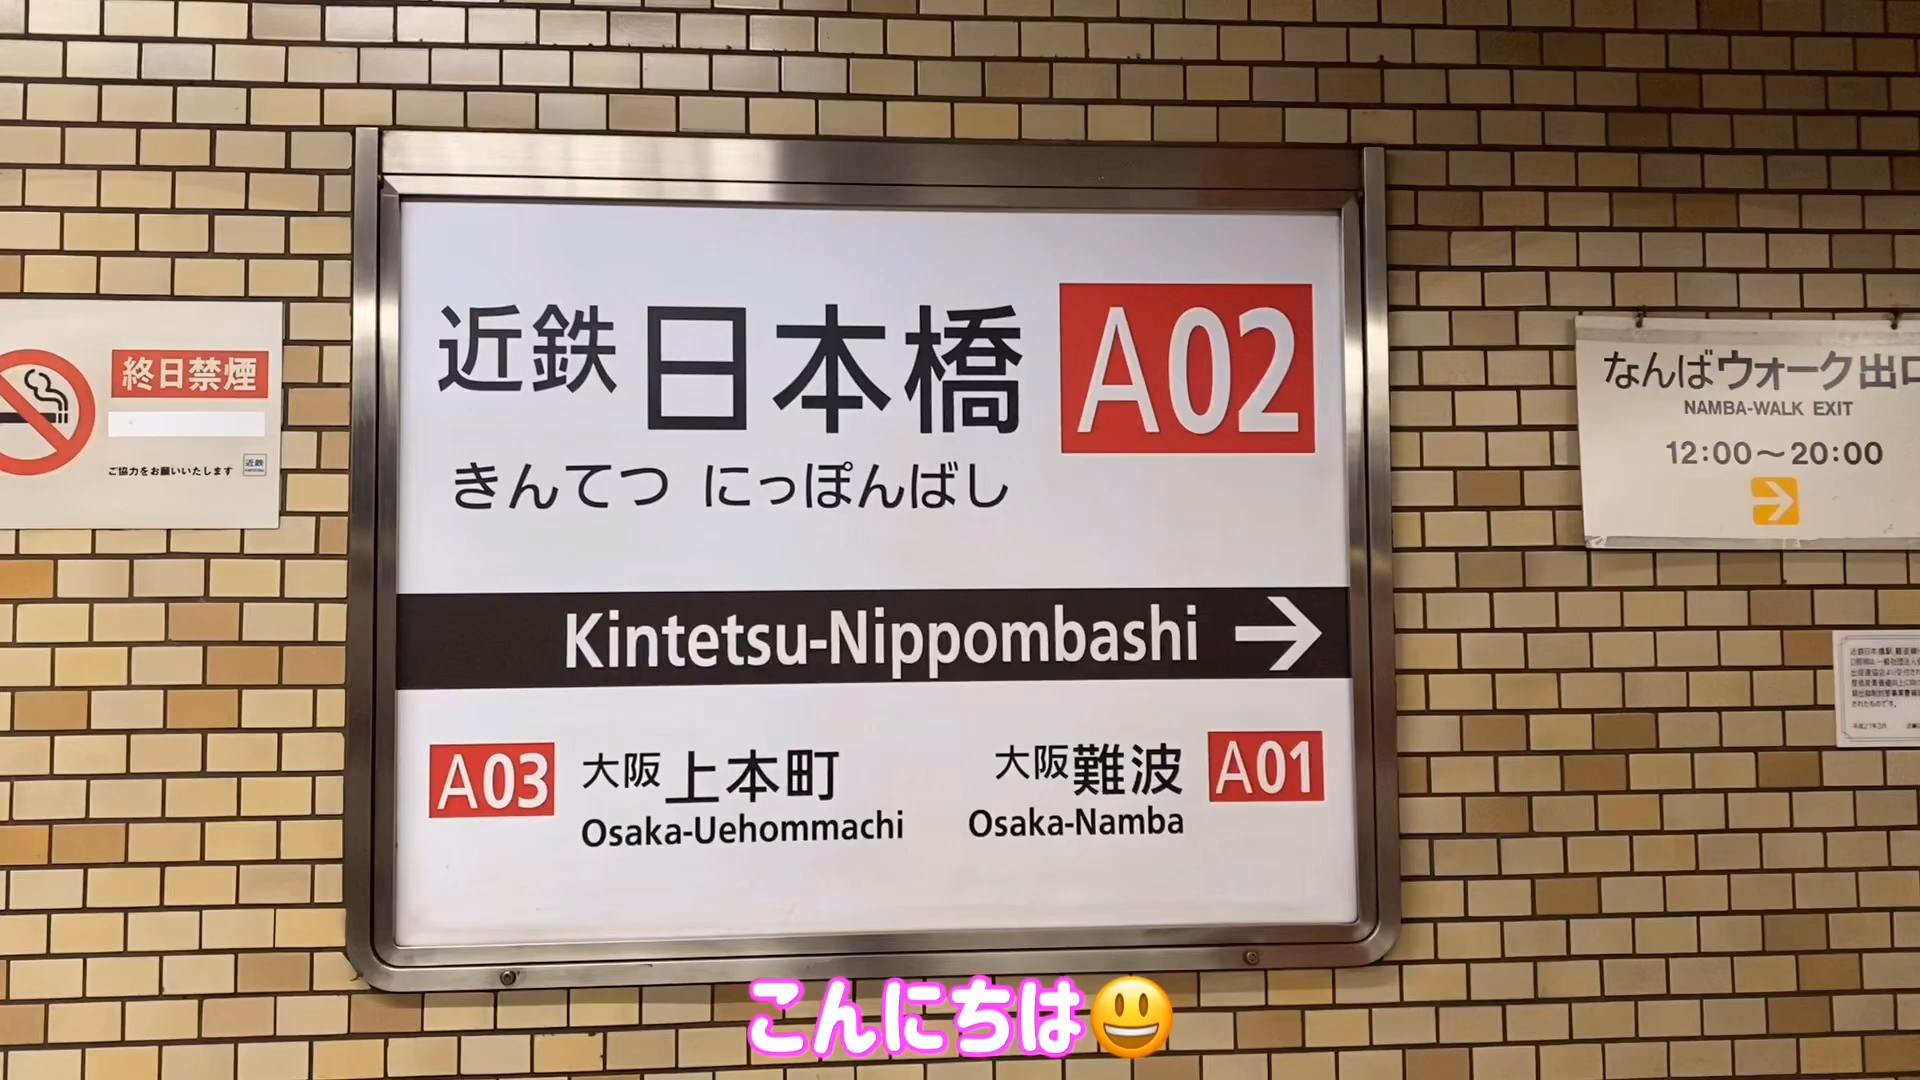 近鉄日本橋 A02
きんてつ にっぽんばし
Kintetsu-Nippombashi →
A03 大阪上本町
Osaka-Uehommachi
大阪難波 A01
Osaka-Namba
終日禁煙
ご協力をお願いいたします
近鉄
なんばウォーク出口
NAMBA-WALK EXIT
12:00〜20:00
こんにちは😃